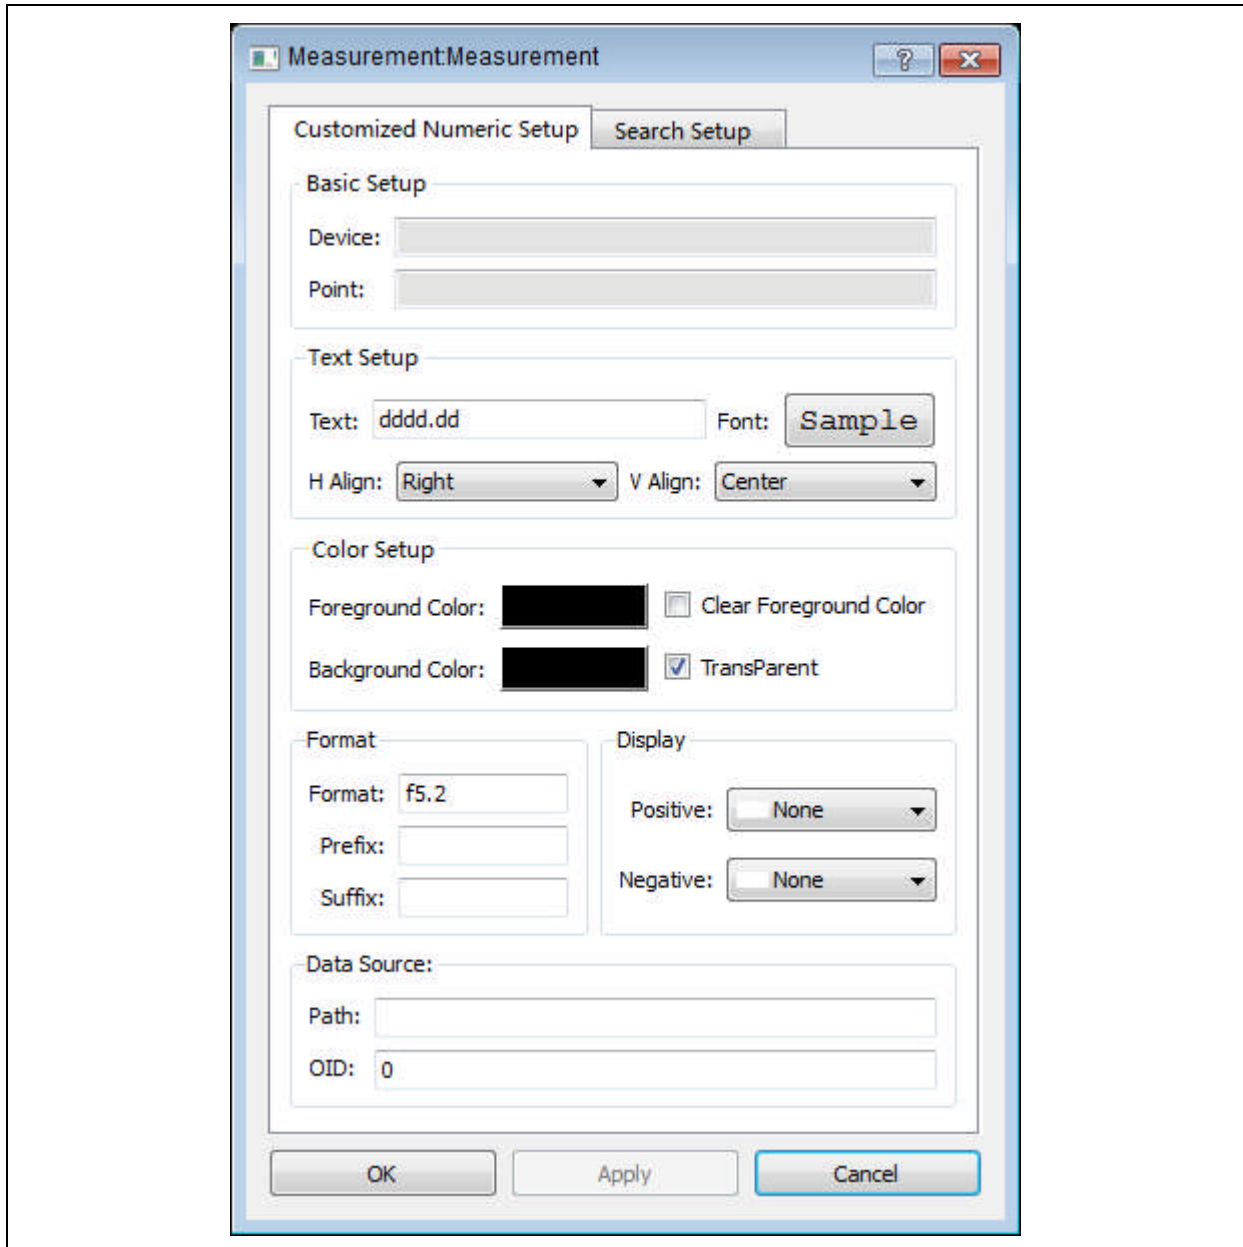 Measurement:Measurement
Customized Numeric Setup Search Setup
Basic Setup
Device:
Point:
Text Setup
Text: dddd.dd Font: Sample
H Align: Right V Align: Center
Color Setup
Foreground Color: Clear Foreground Color
Background Color: TransParent
Format Display
Format: f5.2
Positive: None
Prefix:
Negative: None
Suffix:
Data Source:
Path:
OID: 0
OK Apply Cancel